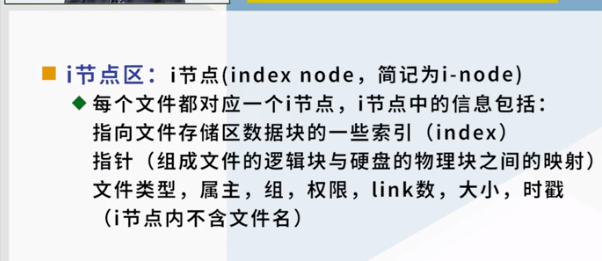 i节点区：i节点(index node，简记为i-node)
每个文件都对应一个i节点，i节点中的信息包括：
指向文件存储区数据块的一些索引（index）
指针（组成文件的逻辑块与硬盘的物理块之间的映射）
文件类型，属主，组，权限，link数，大小，时戳
（i节点内不含文件名）